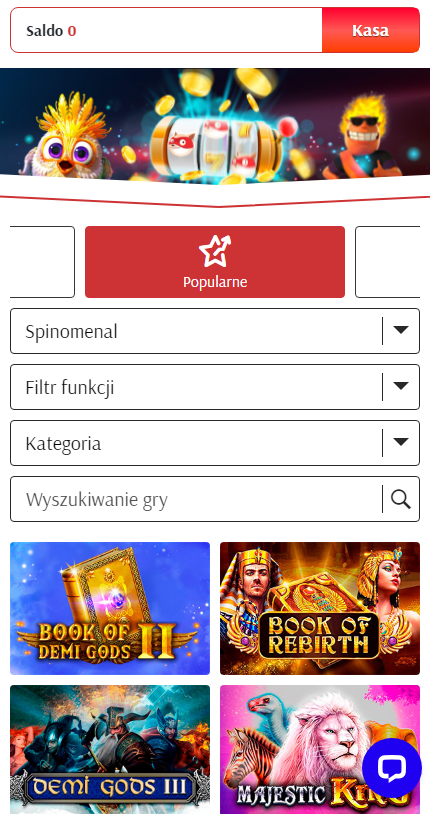 Saldo 0
Kasa
Popularne
Spinomenal
Filtr funkcji
Kategoria
Wyszukiwanie gry
BOOK OF
DEMI GODS II
BOOK OF
REBIRTH
DEMI GODS III
MAJESTIC KING